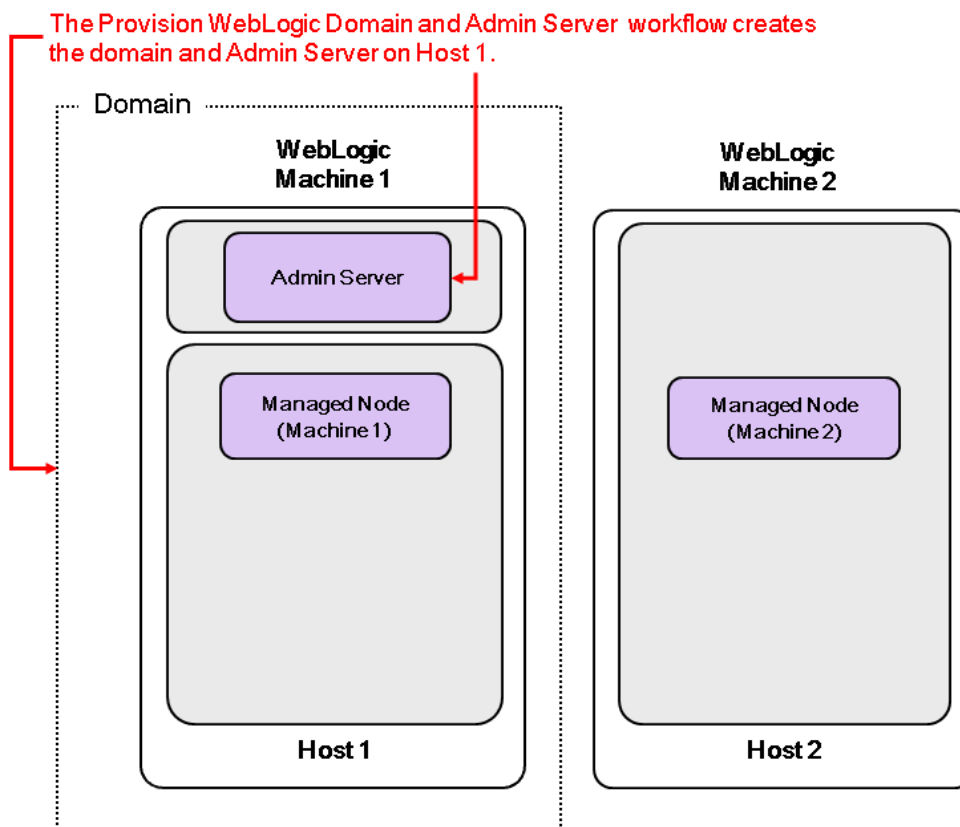 The Provision WebLogic Domain and Admin Server workflow creates
the domain and Admin Server on Host 1.
Domain
WebLogic
Machine 1
WebLogic
Machine 2
Admin Server
Managed Node
(Machine 1)
Managed Node
(Machine 2)
Host 1
Host 2